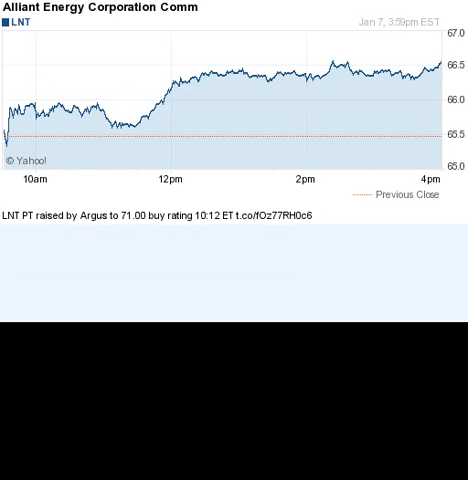 Alliant Energy Corporation Comm
LNT
Jan 7, 3:59pm EST
67.0
66.5
66.0
65.5
65.0
© Yahoo!
10am 12pm 2pm 4pm
Previous Close
LNT PT raised by Argus to 71.00 buy rating 10:12 ET t.co/fOz77RH0c6